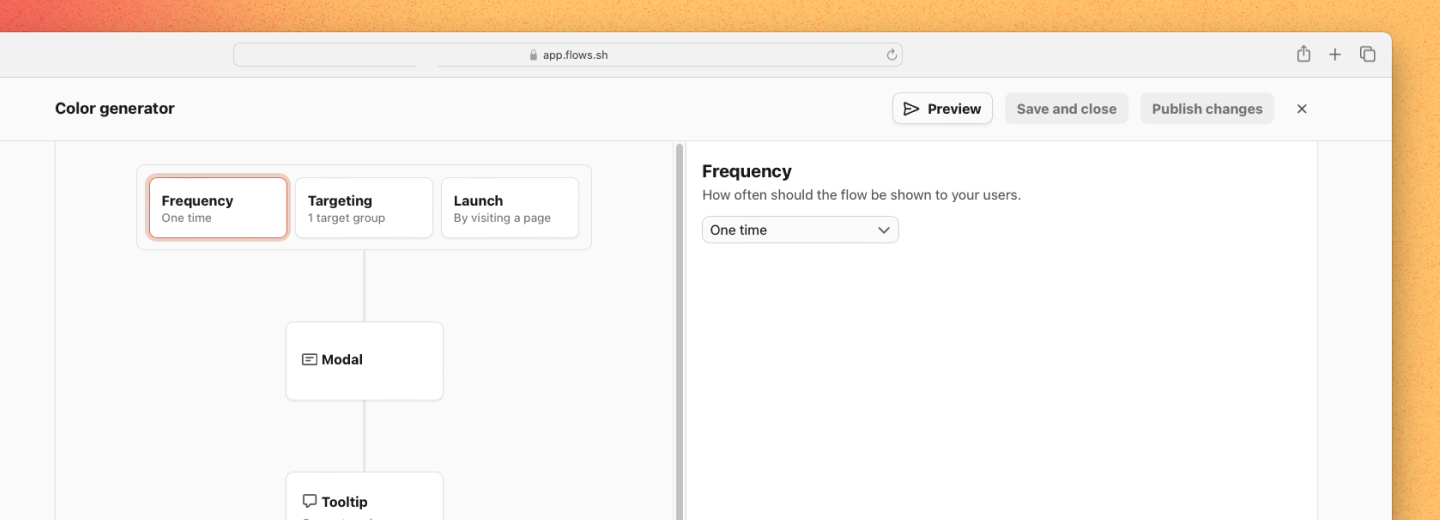 app.flows.sh
Color generator
Preview
Save and close
Publish changes
Frequency
One time
Targeting
1 target group
Launch
By visiting a page
Modal
Tooltip
Frequency
How often should the flow be shown to your users.
One time